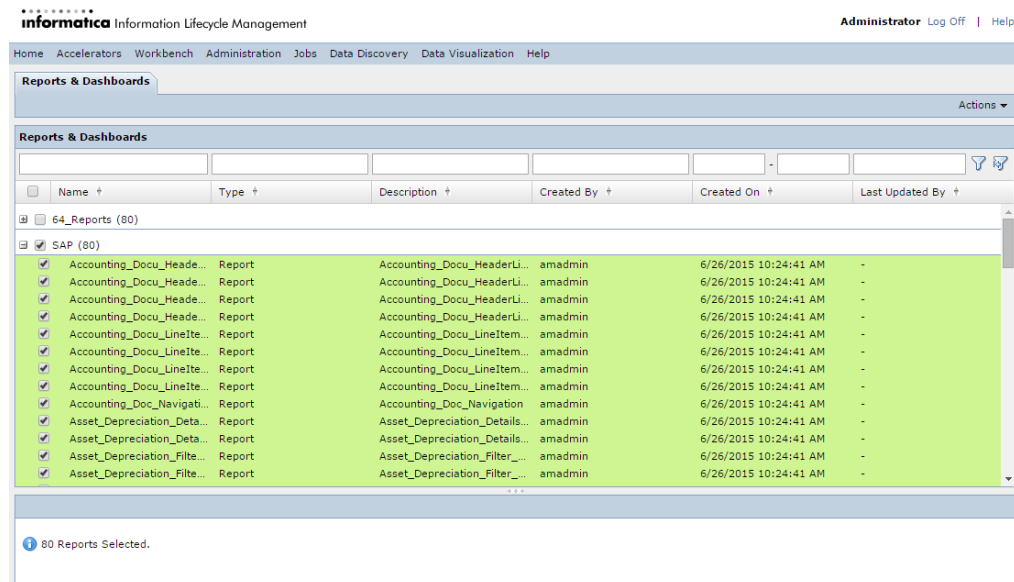 informatica Information Lifecycle Management
Administrator Log Off | Help
Home Accelerators Workbench Administration Jobs Data Discovery Data Visualization Help
Reports & Dashboards
Actions
Reports & Dashboards
-
Name Type Description Created By Created On Last Updated By
64_Reports (80)
SAP (80)
Accounting_Docu_Heade... Report Accounting_Docu_HeaderLi... amadmin 6/26/2015 10:24:41 AM -
Accounting_Docu_Heade... Report Accounting_Docu_HeaderLi... amadmin 6/26/2015 10:24:41 AM -
Accounting_Docu_Heade... Report Accounting_Docu_HeaderLi... amadmin 6/26/2015 10:24:41 AM -
Accounting_Docu_Heade... Report Accounting_Docu_HeaderLi... amadmin 6/26/2015 10:24:41 AM -
Accounting_Docu_LineIte... Report Accounting_Docu_LineItem... amadmin 6/26/2015 10:24:41 AM -
Accounting_Docu_LineIte... Report Accounting_Docu_LineItem... amadmin 6/26/2015 10:24:41 AM -
Accounting_Docu_LineIte... Report Accounting_Docu_LineItem... amadmin 6/26/2015 10:24:41 AM -
Accounting_Docu_LineIte... Report Accounting_Docu_LineItem... amadmin 6/26/2015 10:24:41 AM -
Accounting_Doc_Navigati... Report Accounting_Doc_Navigation amadmin 6/26/2015 10:24:41 AM -
Asset_Depreciation_Deta... Report Asset_Depreciation_Details... amadmin 6/26/2015 10:24:41 AM -
Asset_Depreciation_Deta... Report Asset_Depreciation_Details... amadmin 6/26/2015 10:24:41 AM -
Asset_Depreciation_Filte... Report Asset_Depreciation_Filter_... amadmin 6/26/2015 10:24:41 AM -
Asset_Depreciation_Filte... Report Asset_Depreciation_Filter_... amadmin 6/26/2015 10:24:41 AM -
80 Reports Selected.